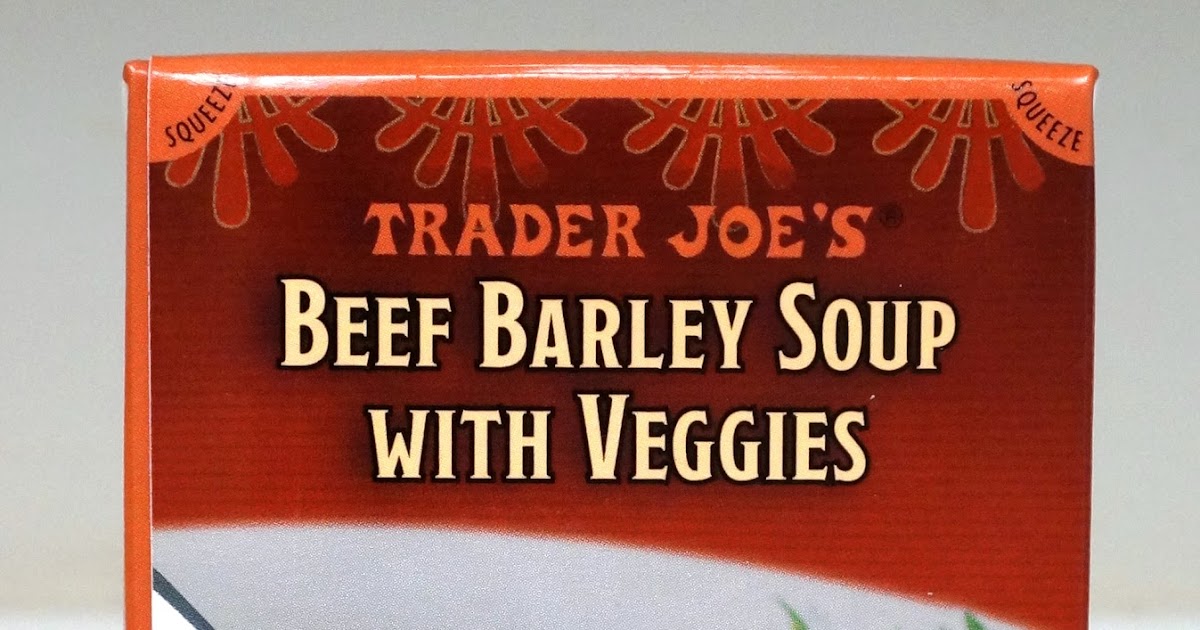 SQUEEZE
SQUEEZE
TRADER JOE'S®
BEEF BARLEY SOUP
WITH VEGGIES